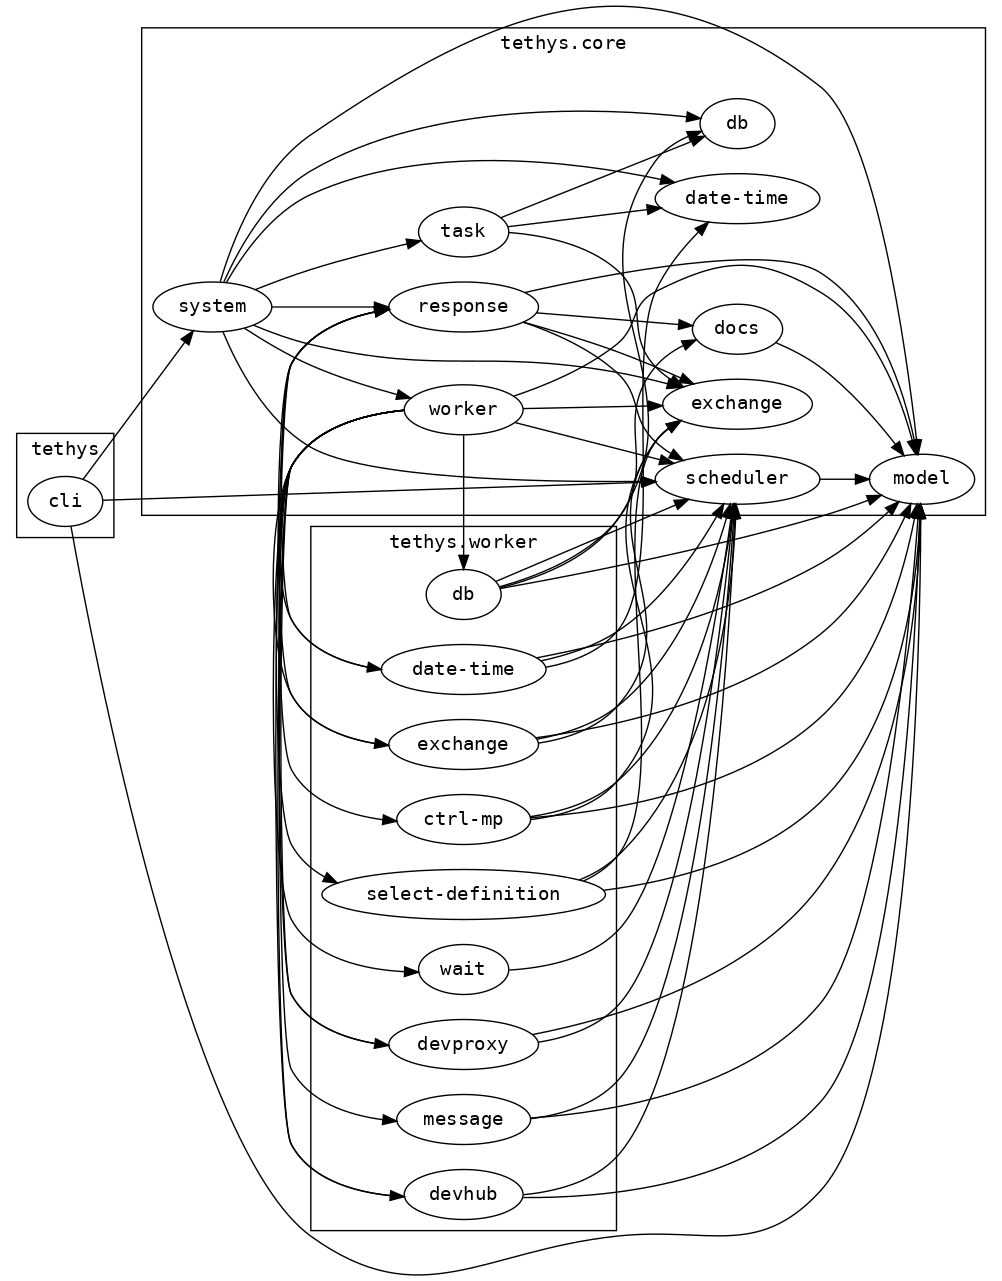 tethys.core
db
date-time
task
system
response
docs
exchange
worker
tethys
scheduler
model
cli
tethys.worker
db
date-time
exchange
ctrl-mp
select-definition
wait
devproxy
message
devhub